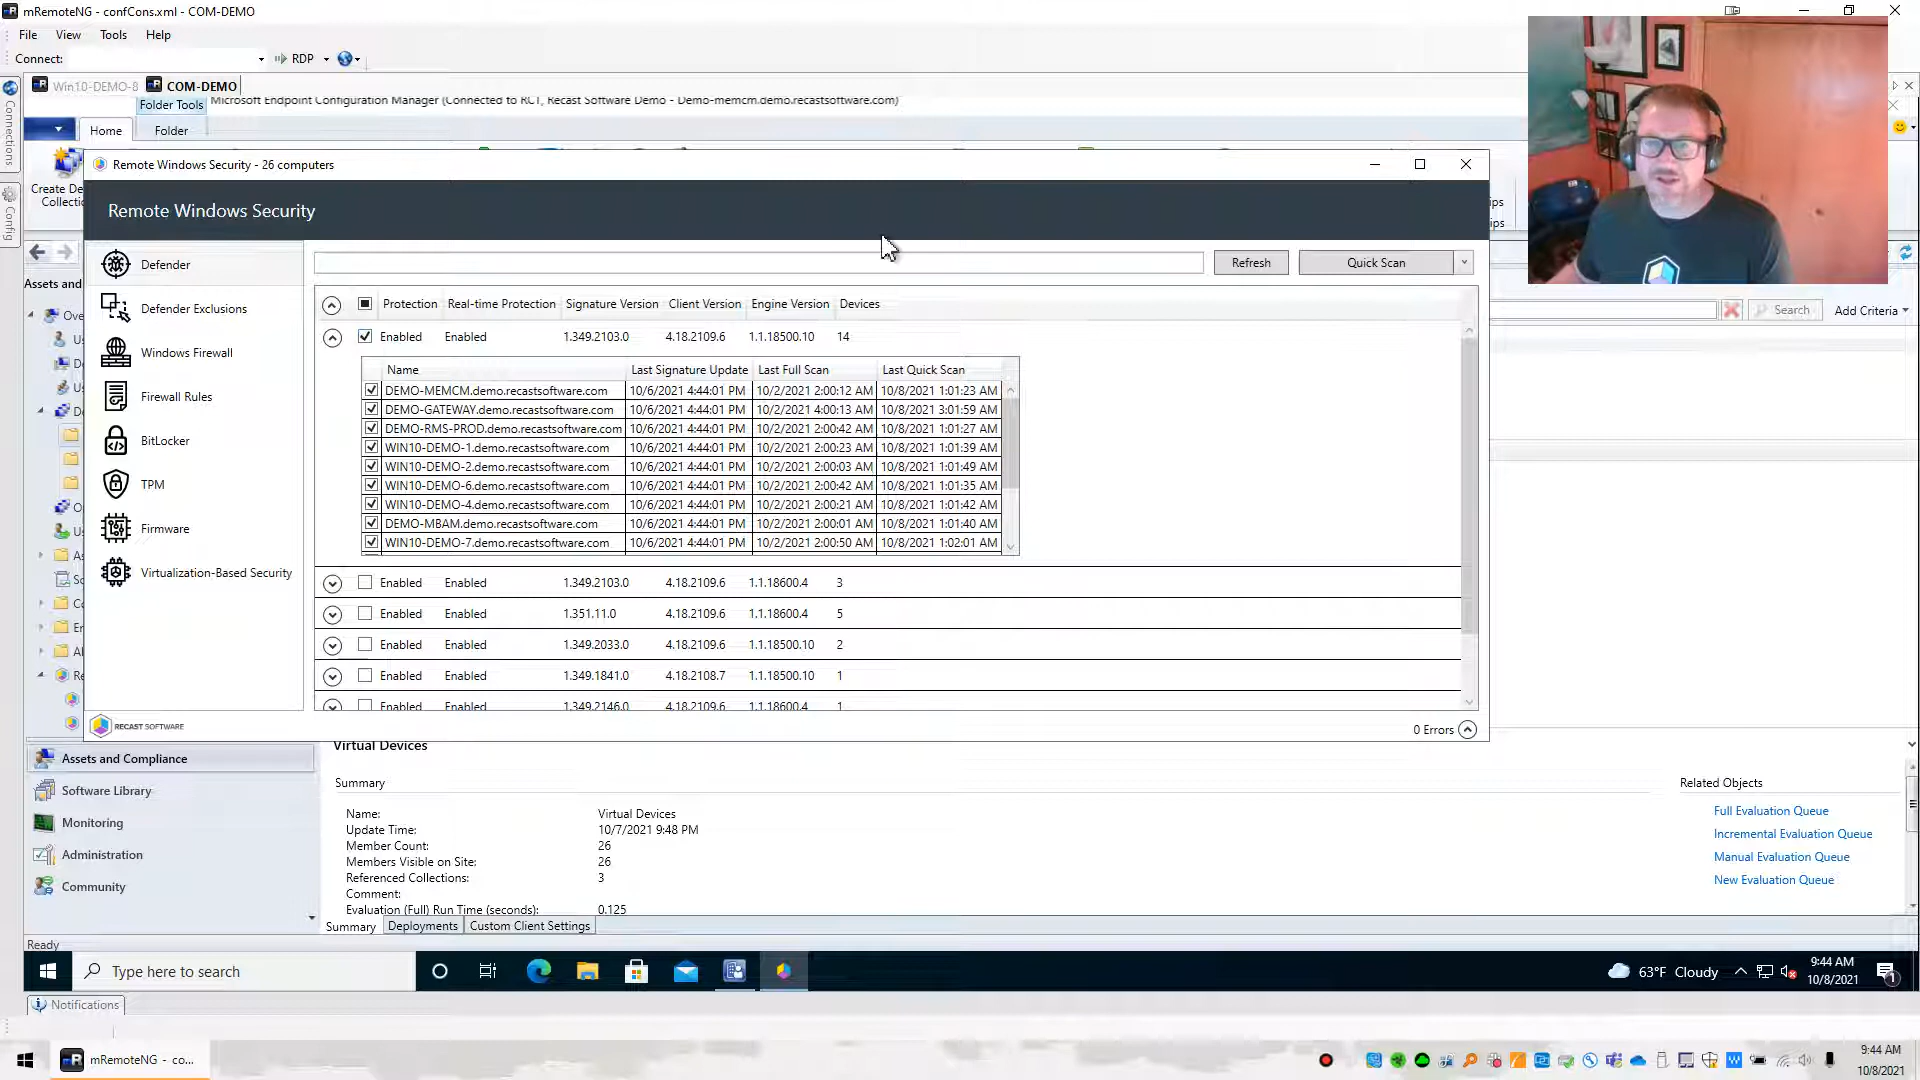 mRemoteNG - confCons.xml - COM-DEMO
File View Tools Help
Connect: RDP
Win10-DEMO-8 COM-DEMO
Connections
Config
Folder Tools Microsoft Endpoint Configuration Manager (Connected to RCT, Recast Software Demo - Demo-memcm.demo.recastsoftware.com)
Home Folder
Remote Windows Security - 26 computers
Remote Windows Security
Defender
Defender Exclusions
Windows Firewall
Firewall Rules
BitLocker
TPM
Firmware
Virtualization-Based Security
RECAST SOFTWARE
Refresh Quick Scan
Protection Real-time Protection Signature Version Client Version Engine Version Devices
Enabled Enabled 1.349.2103.0 4.18.2109.6 1.1.18500.10 14
Name Last Signature Update Last Full Scan Last Quick Scan
DEMO-MEMCM.demo.recastsoftware.com 10/6/2021 4:44:01 PM 10/2/2021 2:00:12 AM 10/8/2021 1:01:23 AM
DEMO-GATEWAY.demo.recastsoftware.com 10/6/2021 4:44:01 PM 10/2/2021 4:00:13 AM 10/8/2021 3:01:59 AM
DEMO-RMS-PROD.demo.recastsoftware.com 10/6/2021 4:44:01 PM 10/2/2021 2:00:42 AM 10/8/2021 1:01:27 AM
WIN10-DEMO-1.demo.recastsoftware.com 10/6/2021 4:44:01 PM 10/2/2021 2:00:23 AM 10/8/2021 1:01:39 AM
WIN10-DEMO-2.demo.recastsoftware.com 10/6/2021 4:44:01 PM 10/2/2021 2:00:03 AM 10/8/2021 1:01:49 AM
WIN10-DEMO-6.demo.recastsoftware.com 10/6/2021 4:44:01 PM 10/2/2021 2:00:42 AM 10/8/2021 1:01:35 AM
WIN10-DEMO-4.demo.recastsoftware.com 10/6/2021 4:44:01 PM 10/2/2021 2:00:21 AM 10/8/2021 1:01:42 AM
DEMO-MBAM.demo.recastsoftware.com 10/6/2021 4:44:01 PM 10/2/2021 2:00:01 AM 10/8/2021 1:01:40 AM
WIN10-DEMO-7.demo.recastsoftware.com 10/6/2021 4:44:01 PM 10/2/2021 2:00:50 AM 10/8/2021 1:02:01 AM
Enabled Enabled 1.349.2103.0 4.18.2109.6 1.1.18600.4 3
Enabled Enabled 1.351.11.0 4.18.2109.6 1.1.18600.4 5
Enabled Enabled 1.349.2033.0 4.18.2109.6 1.1.18500.10 2
Enabled Enabled 1.349.1841.0 4.18.2108.7 1.1.18500.10 1
Enabled Enabled 1.349.2146.0 4.18.2109.6 1.1.18600.4 1
0 Errors
Search Add Criteria
Assets and Compliance
Software Library
Monitoring
Administration
Community
Virtual Devices
Summary
Name: Virtual Devices
Update Time: 10/7/2021 9:48 PM
Member Count: 26
Members Visible on Site: 26
Referenced Collections: 3
Comment:
Evaluation (Full) Run Time (seconds): 0.125
Summary Deployments Custom Client Settings
Related Objects
Full Evaluation Queue
Incremental Evaluation Queue
Manual Evaluation Queue
New Evaluation Queue
Ready
Type here to search
63°F Cloudy
9:44 AM
10/8/2021
Notifications
mRemoteNG - co...
9:44 AM
10/8/2021